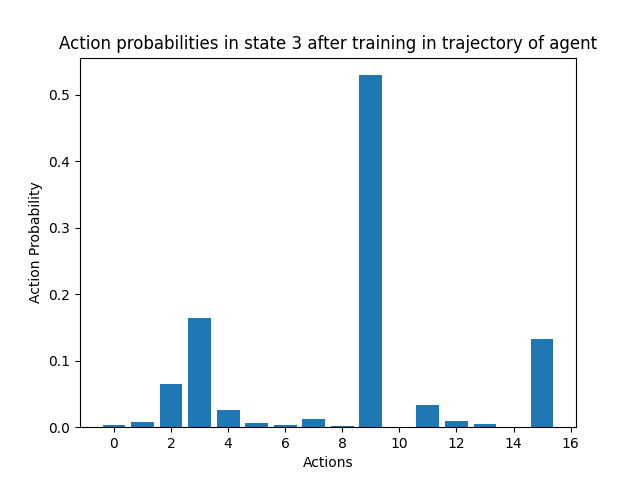 Action probabilities in state 3 after training in trajectory of agent
0.5
0.4
0.3
0.2
0.1
0.0
Action Probability
0 2 4 6 8 10 12 14 16
Actions